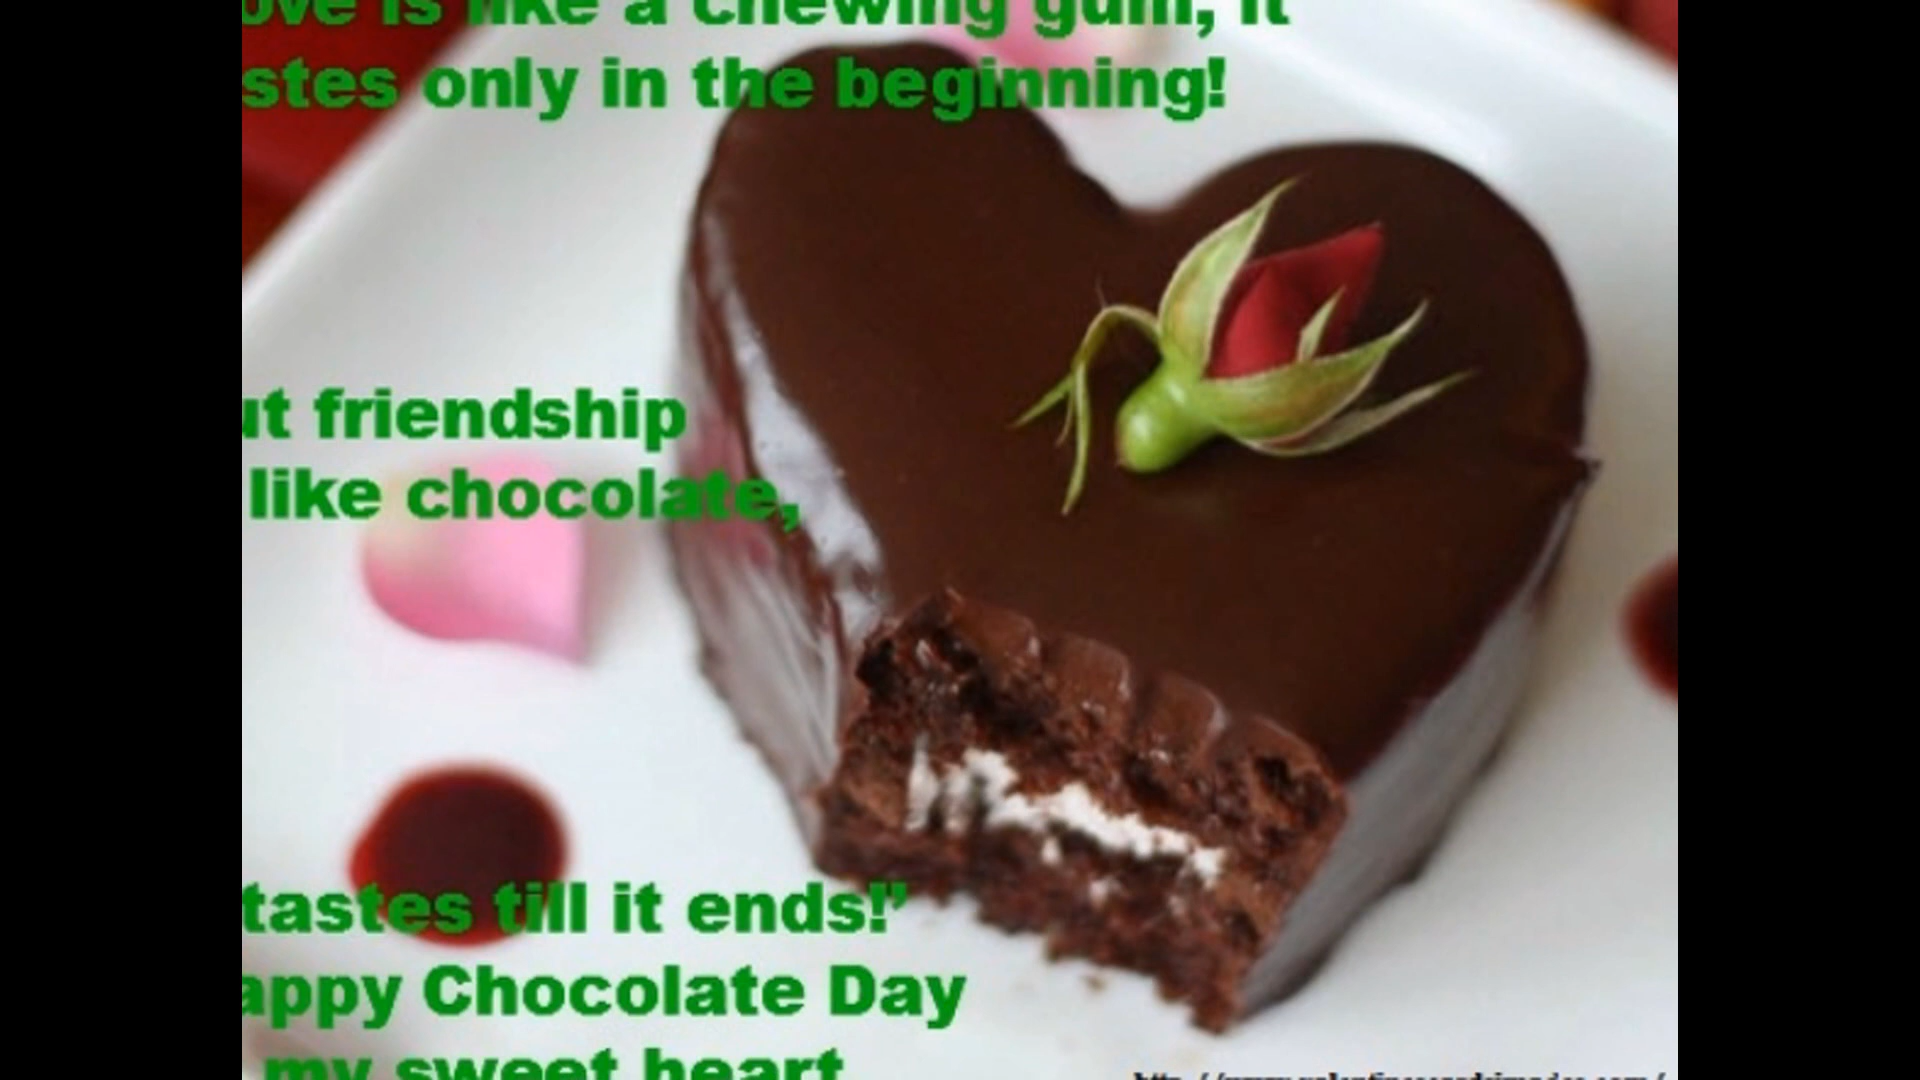 ove is like a chewing gum, it
stes only in the beginning!
ut friendship
like chocolate,
tastes till it ends!”
appy Chocolate Day
my sweet heart